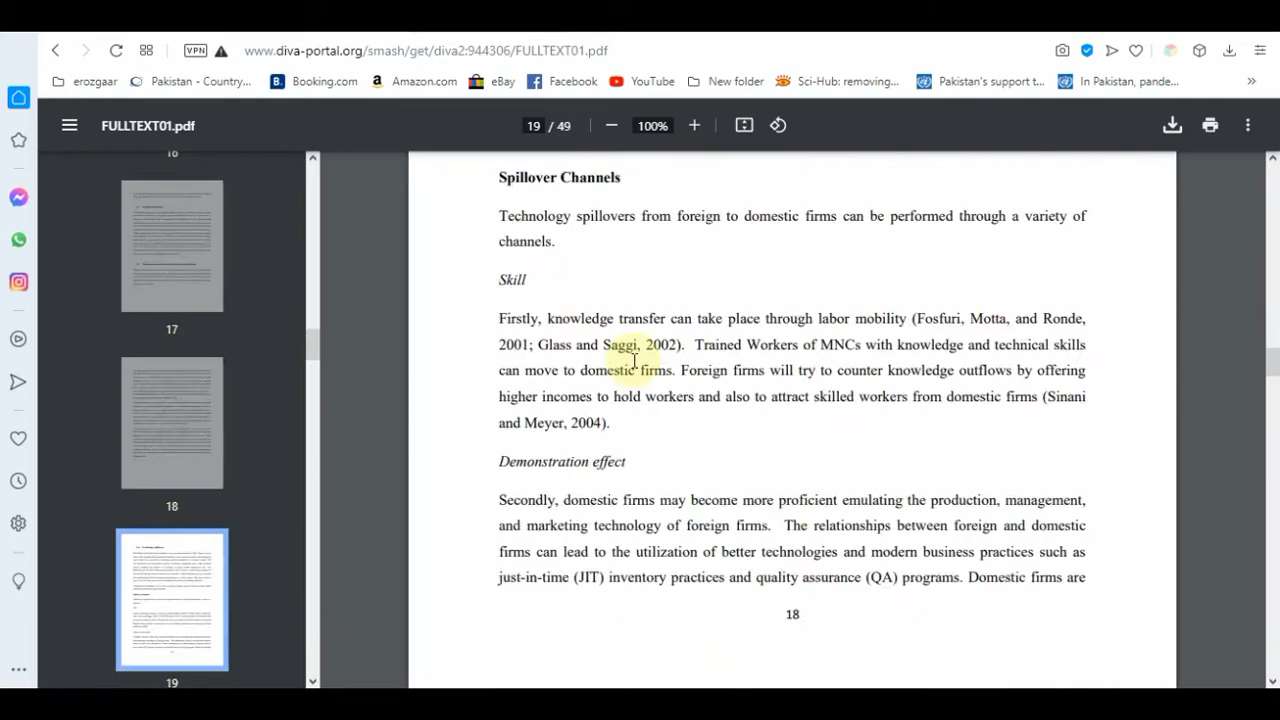 VPN www.diva-portal.org/smash/get/diva2:944306/FULLTEXT01.pdf
erozgaar Pakistan - Country... Booking.com Amazon.com eBay Facebook YouTube New folder Sci-Hub: removing... Pakistan's support t... In Pakistan, pande...
FULLTEXT01.pdf 19 / 49 100%
16
17
18
19
Spillover Channels
Technology spillovers from foreign to domestic firms can be performed through a variety of
channels.
Skill
Firstly, knowledge transfer can take place through labor mobility (Fosfuri, Motta, and Ronde,
2001; Glass and Saggi, 2002). Trained Workers of MNCs with knowledge and technical skills
can move to domestic firms. Foreign firms will try to counter knowledge outflows by offering
higher incomes to hold workers and also to attract skilled workers from domestic firms (Sinani
and Meyer, 2004).
Demonstration effect
Secondly, domestic firms may become more proficient emulating the production, management,
and marketing technology of foreign firms. The relationships between foreign and domestic
firms can lead to the utilization of better technologies and modern business practices such as
just-in-time (JIT) inventory practices and quality assurance (QA) programs. Domestic firms are
18